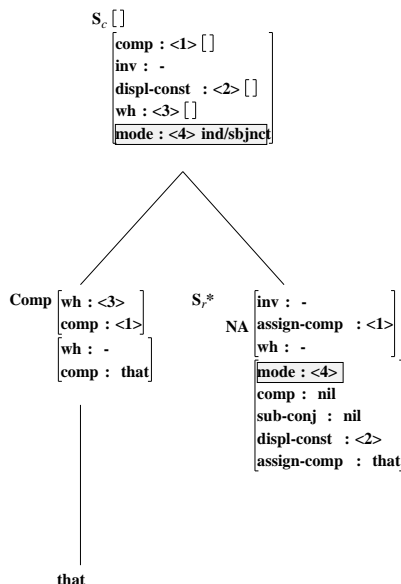 S_c []
comp : <1> []
inv : -
displ-const : <2> []
wh : <3> []
mode : <4> ind/sbjnct
Comp
wh : <3>
comp : <1>
wh : -
comp : that
S_r*
NA
inv : -
assign-comp : <1>
wh : -
mode : <4>
comp : nil
sub-conj : nil
displ-const : <2>
assign-comp : that
that